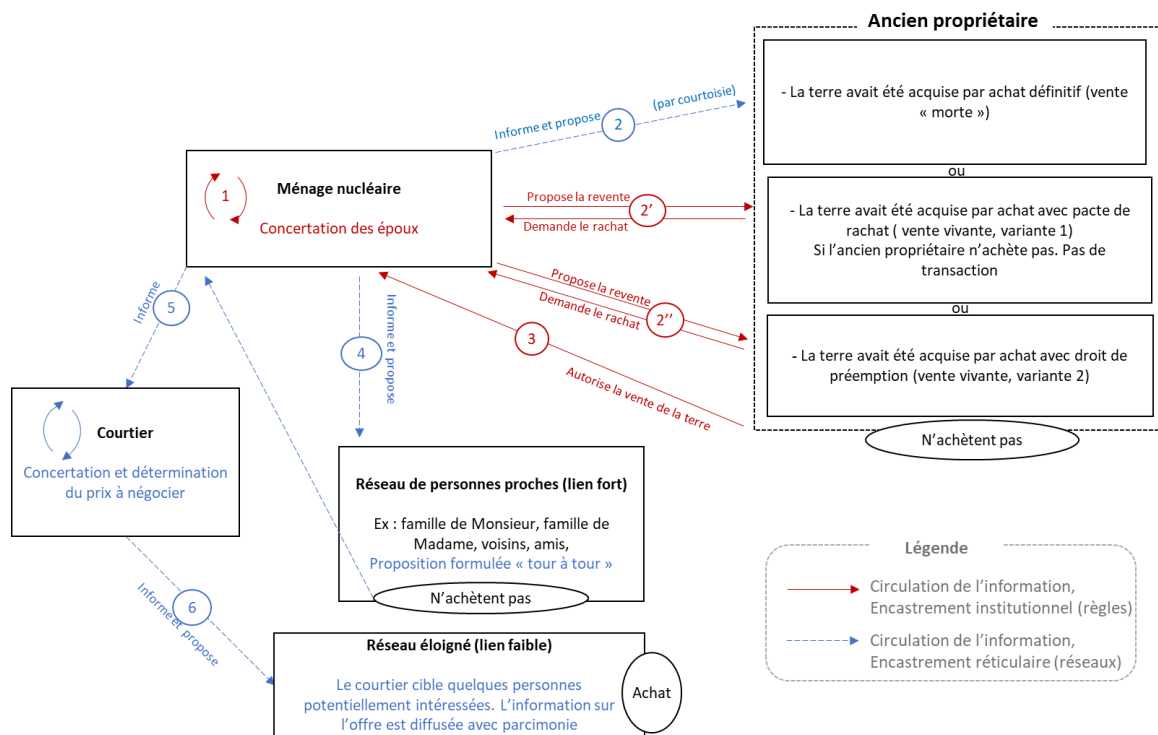 Ancien propriétaire
- La terre avait été acquise par achat définitif (vente
« morte »)
ou
- La terre avait été acquise par achat avec pacte de
rachat ( vente vivante, variante 1)
Si l’ancien propriétaire n’achète pas. Pas de
transaction
ou
- La terre avait été acquise par achat avec droit de
préemption (vente vivante, variante 2)
N’achètent pas
Informe et propose
(par courtoisie)
2
Ménage nucléaire
1
Concertation des époux
Propose la revente
2'
Demande le rachat
Propose la revente
2''
Demande le rachat
3
Autorise la vente de la terre
Informe
5
Informe et propose
4
Courtier
Concertation et détermination
du prix à négocier
Réseau de personnes proches (lien fort)
Ex : famille de Monsieur, famille de
Madame, voisins, amis,
Proposition formulée « tour à tour »
N’achètent pas
Informe et propose
6
Réseau éloigné (lien faible)
Le courtier cible quelques personnes
potentiellement intéressées. L’information sur
l’offre est diffusée avec parcimonie
Achat
Légende
Circulation de l’information,
Encastrement institutionnel (règles)
Circulation de l’information,
Encastrement réticulaire (réseaux)